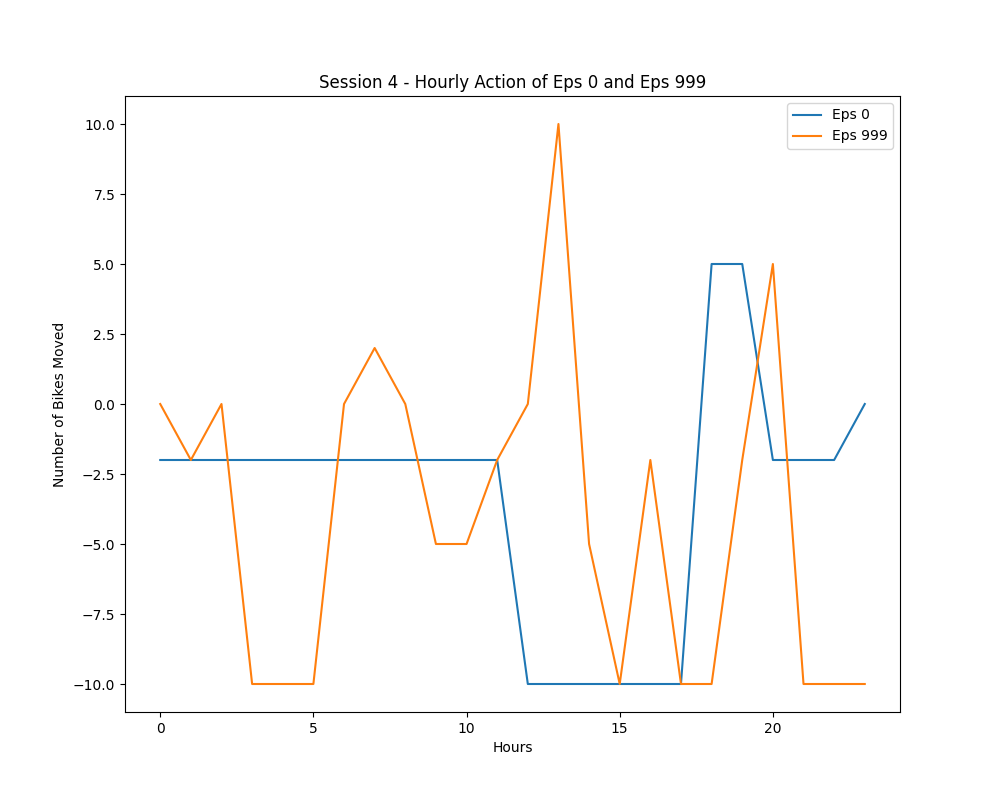 Session 4 - Hourly Action of Eps 0 and Eps 999
Eps 0
Eps 999
10.0
7.5
5.0
2.5
0.0
−2.5
−5.0
−7.5
−10.0
Number of Bikes Moved
0
5
10
15
20
Hours